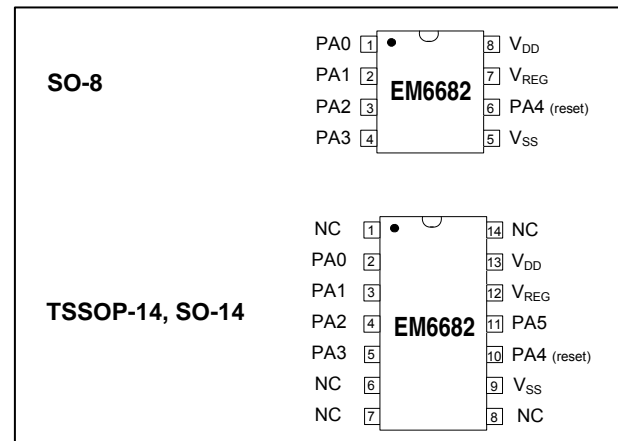 SO-8
PA0 1 8 VDD
PA1 2 7 VREG
EM6682
PA2 3 6 PA4 (reset)
PA3 4 5 VSS
TSSOP-14, SO-14
NC 1 14 NC
PA0 2 13 VDD
PA1 3 12 VREG
PA2 4 EM6682 11 PA5
PA3 5 10 PA4 (reset)
NC 6 9 VSS
NC 7 8 NC